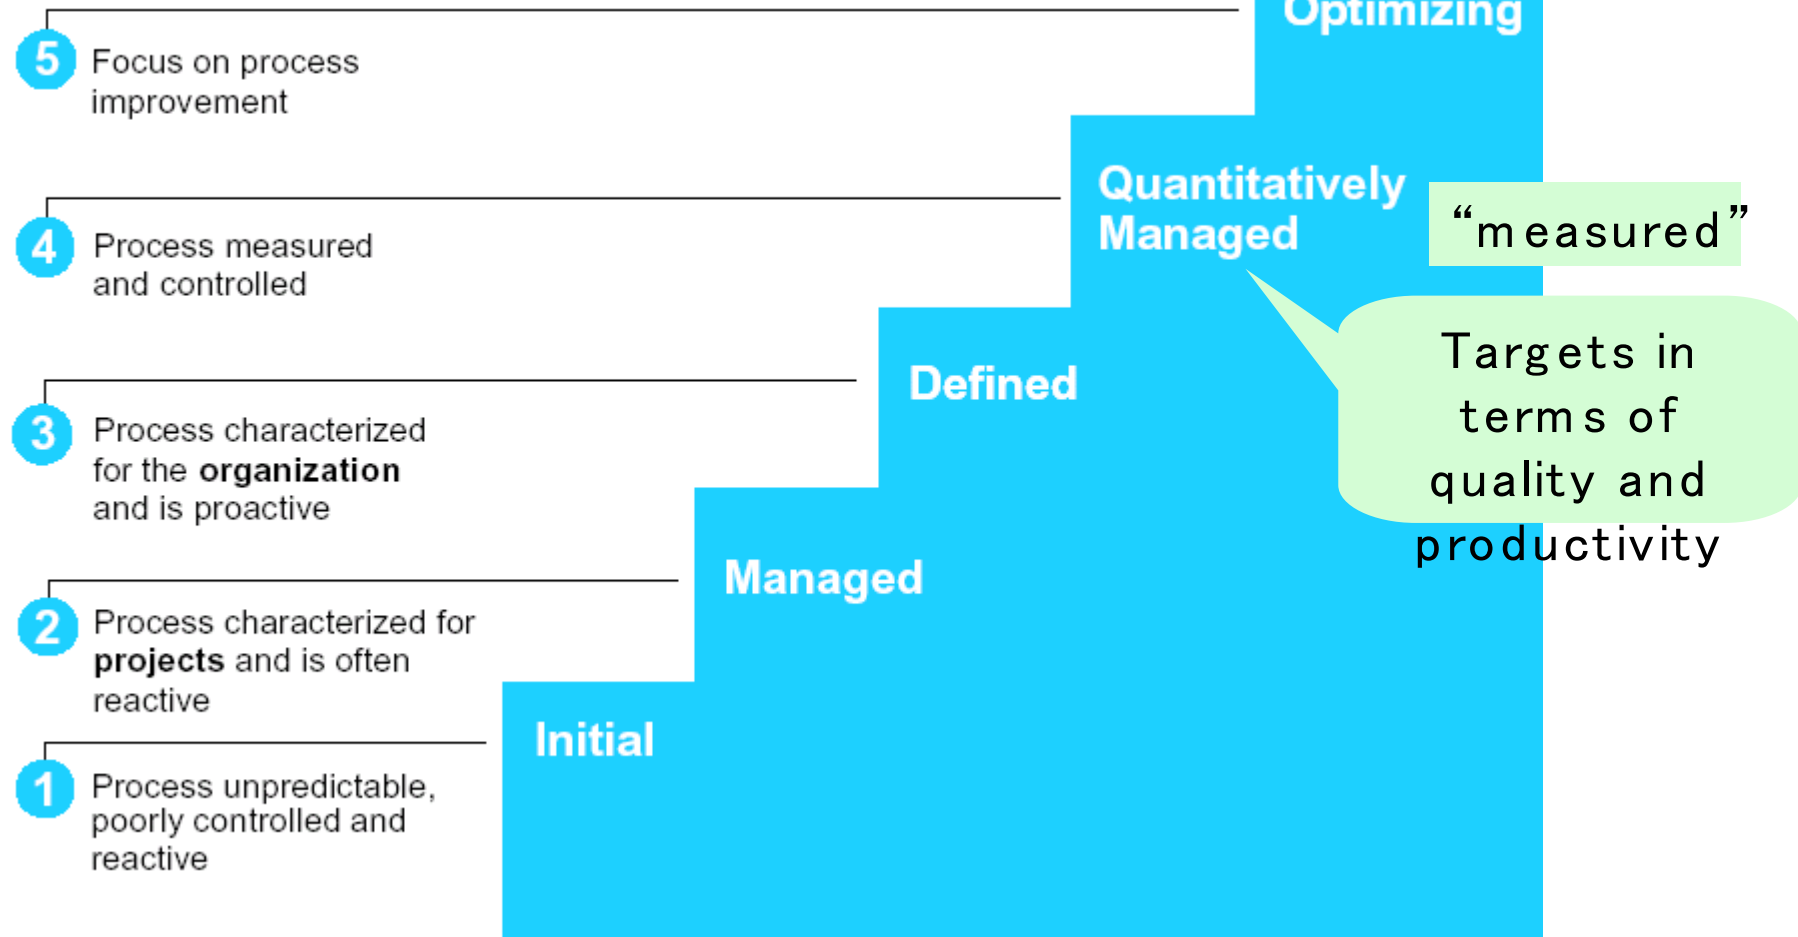 Optimizing
5
Focus on process
improvement
Quantitatively
Managed
“measured”
4
Process measured
and controlled
Targets in
terms of
quality and
productivity
Defined
3
Process characterized
for the organization
and is proactive
Managed
2
Process characterized for
projects and is often
reactive
Initial
1
Process unpredictable,
poorly controlled and
reactive